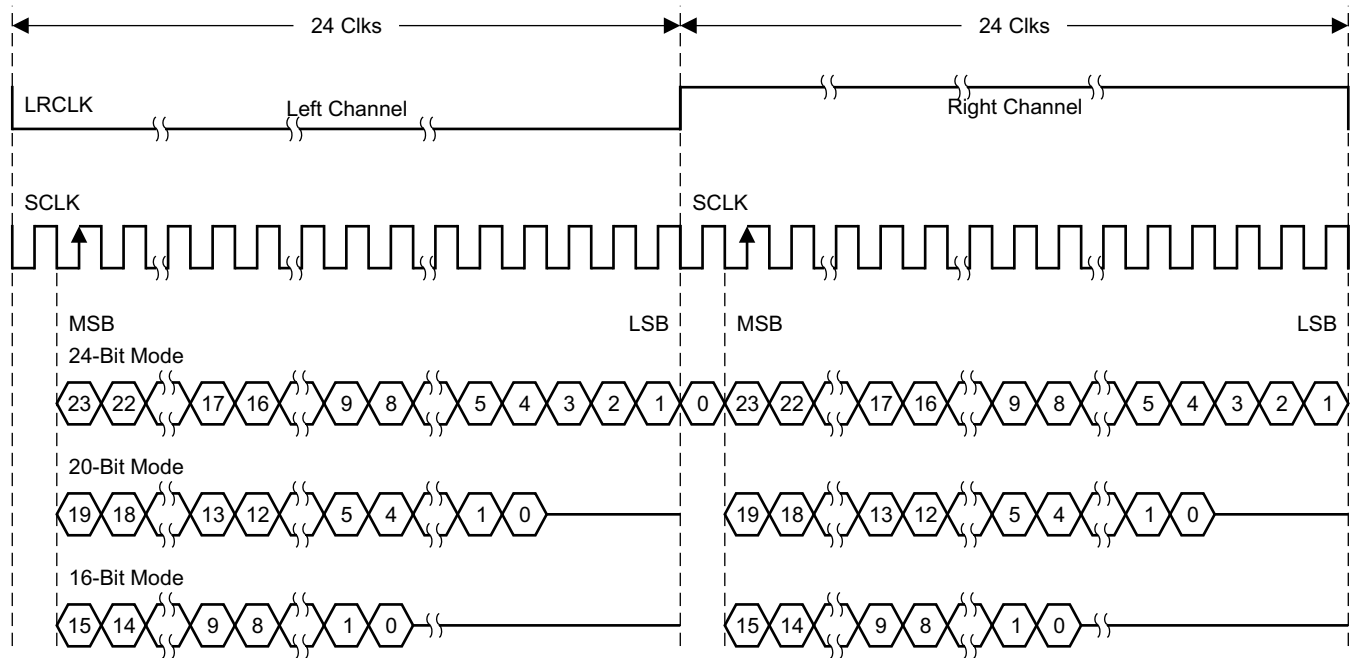 24 Clks 24 Clks
LRCLK Left Channel Right Channel
SCLK SCLK
MSB LSB MSB LSB
24-Bit Mode
23 22 17 16 9 8 5 4 3 2 1 0 23 22 17 16 9 8 5 4 3 2 1
20-Bit Mode
19 18 13 12 5 4 1 0 19 18 13 12 5 4 1 0
16-Bit Mode
15 14 9 8 1 0 15 14 9 8 1 0